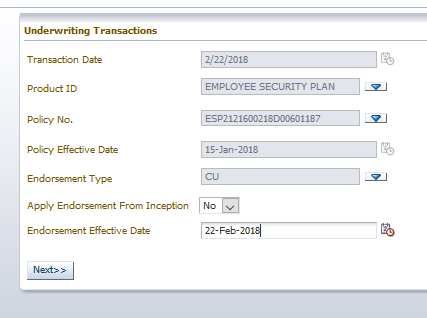 Underwriting Transactions
Transaction Date 2/22/2018
Product ID EMPLOYEE SECURITY PLAN
Policy No. ESP2121600218D00601187
Policy Effective Date 15-Jan-2018
Endorsement Type CU
Apply Endorsement From Inception No
Endorsement Effective Date 22-Feb-2018
Next>>